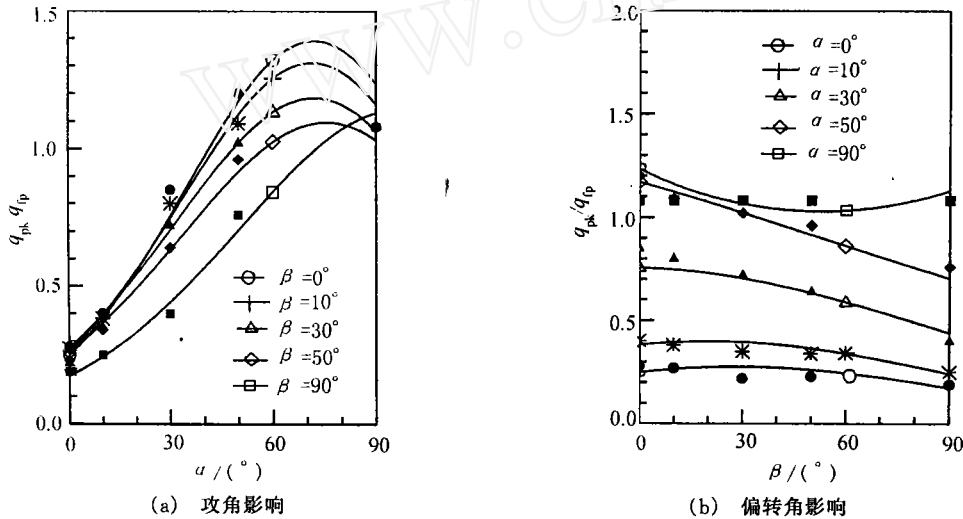 1.5
1.0
0.5
0.0
0 30 60 90
q_pk q_fp
α/(°)
β=0°
β=10°
β=30°
β=50°
β=90°
(a) 攻角影响
2.0
1.5
1.0
0.5
0.0
0 30 60 90
q_pk/q_fp
β/(°)
α=0°
α=10°
α=30°
α=50°
α=90°
(b) 偏转角影响